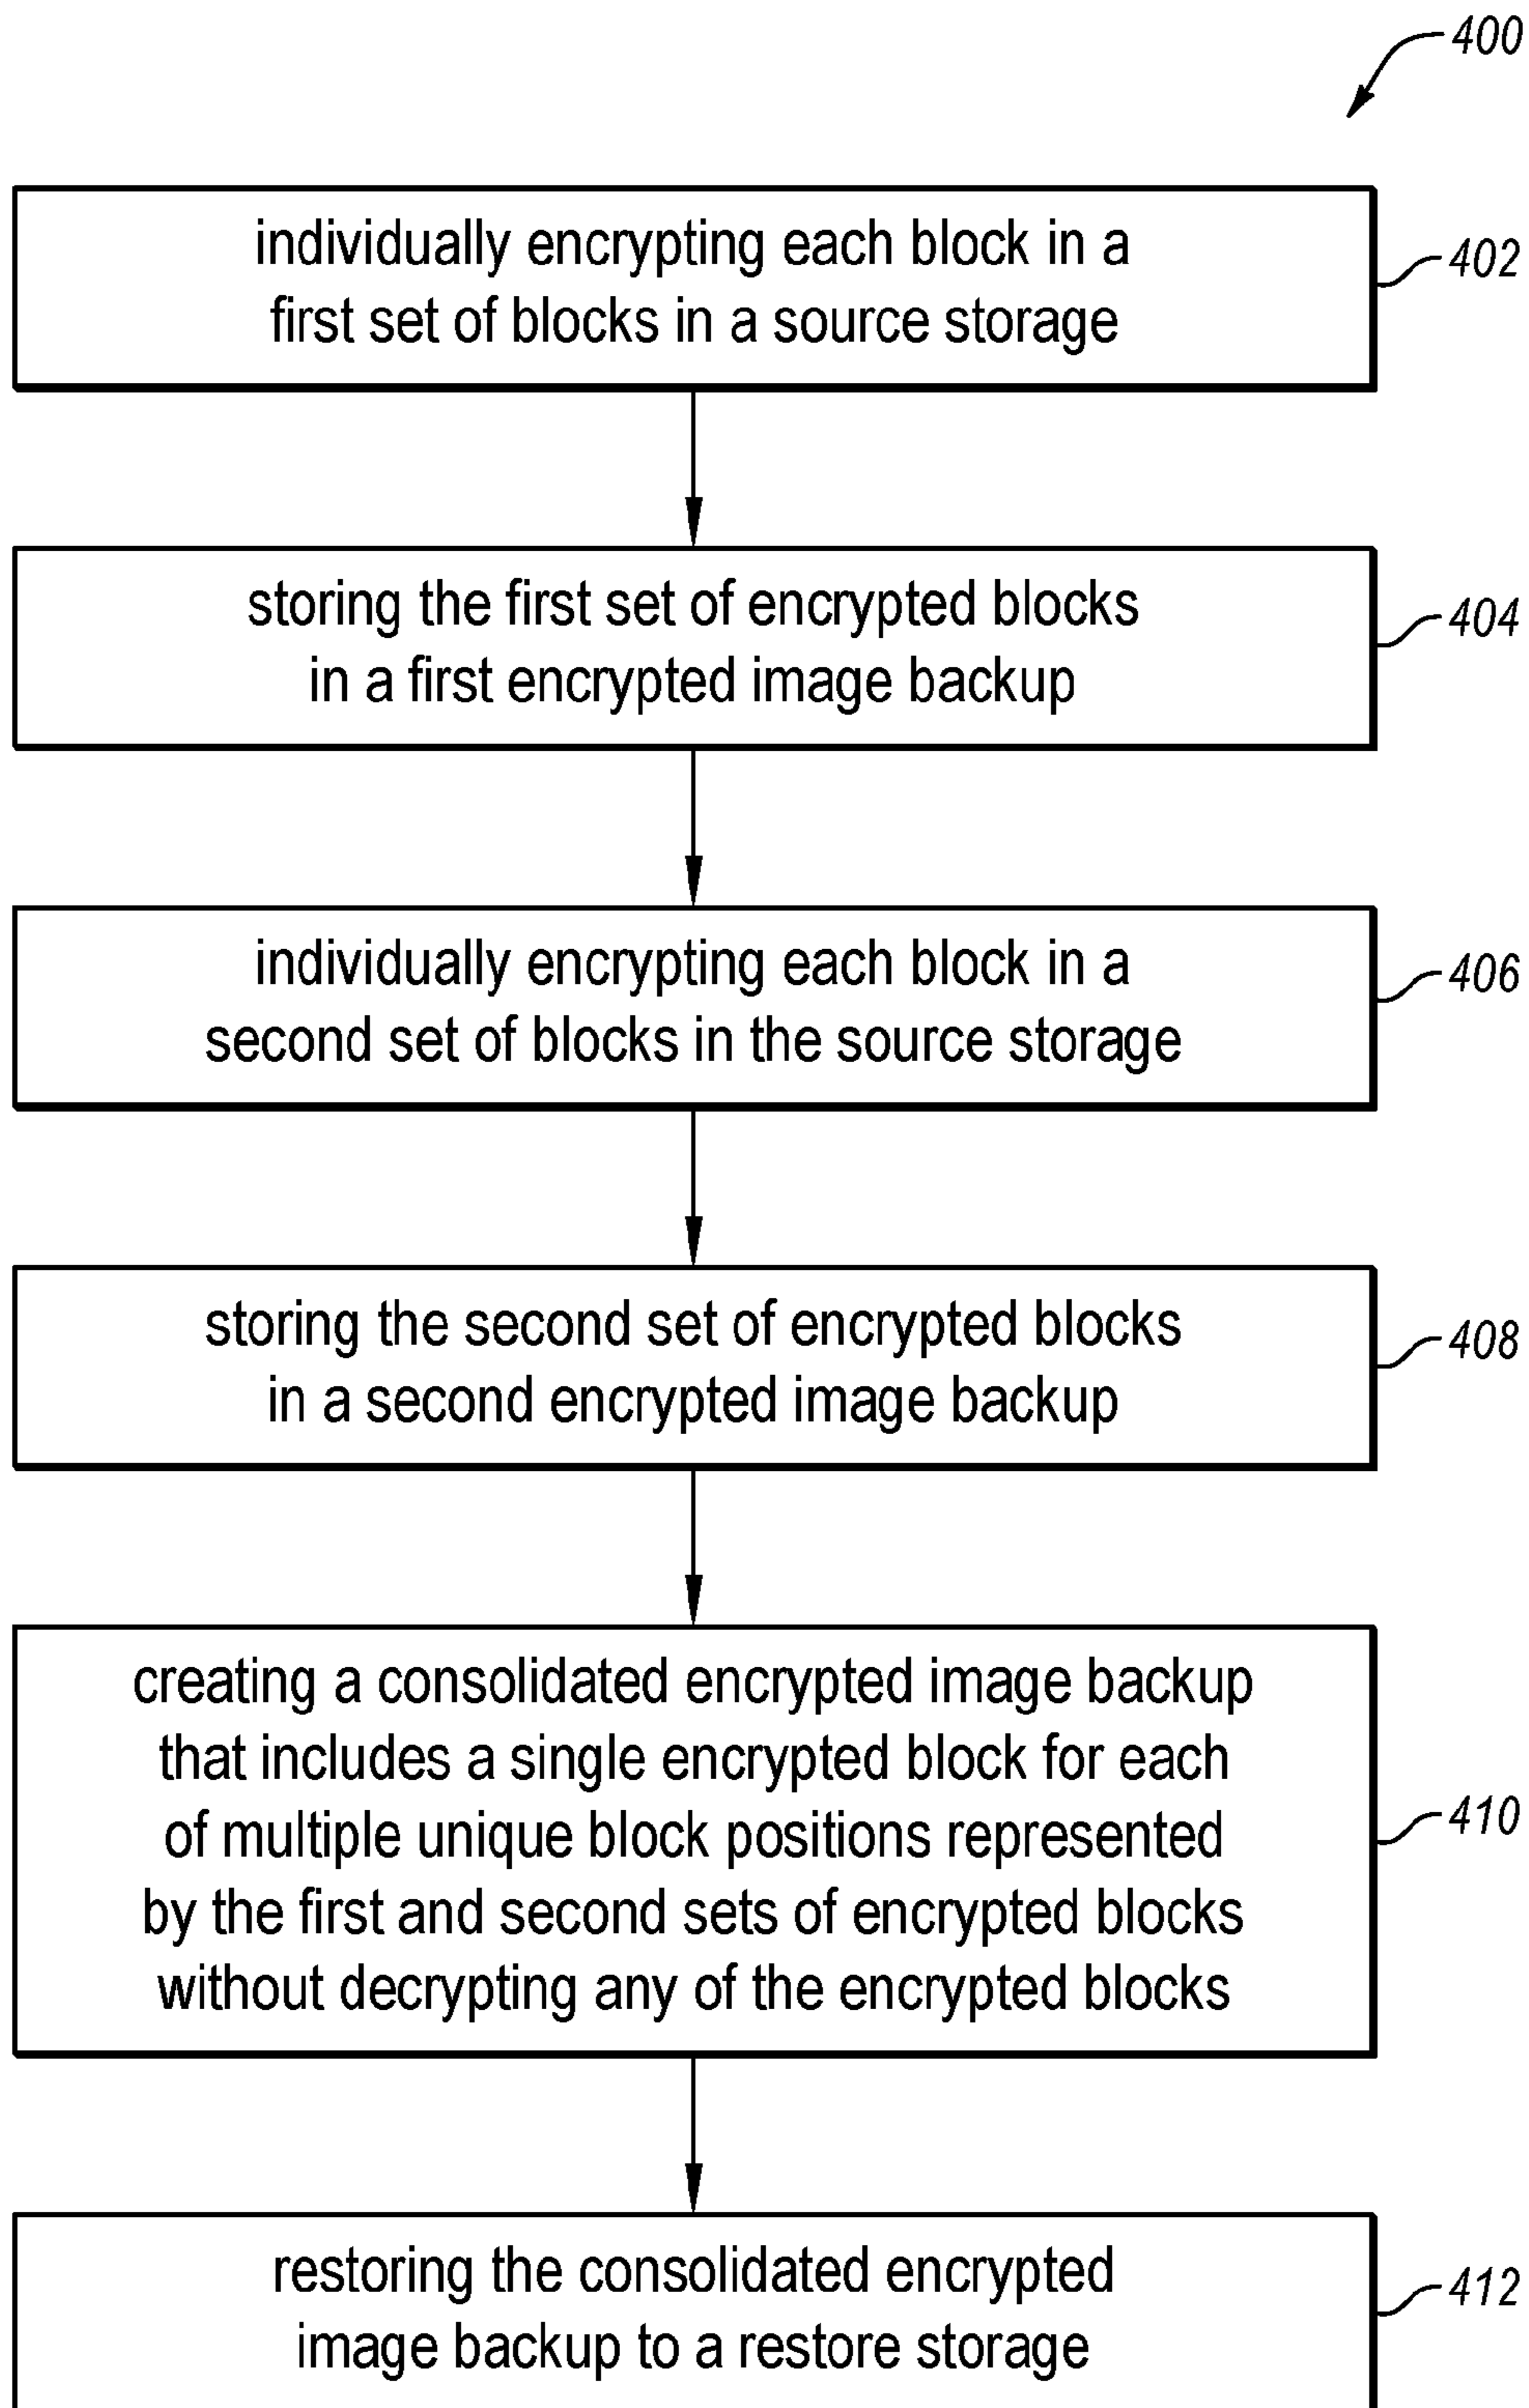 400
individually encrypting each block in a
first set of blocks in a source storage
402
storing the first set of encrypted blocks
in a first encrypted image backup
404
individually encrypting each block in a
second set of blocks in the source storage
406
storing the second set of encrypted blocks
in a second encrypted image backup
408
creating a consolidated encrypted image backup
that includes a single encrypted block for each
of multiple unique block positions represented
by the first and second sets of encrypted blocks
without decrypting any of the encrypted blocks
410
restoring the consolidated encrypted
image backup to a restore storage
412